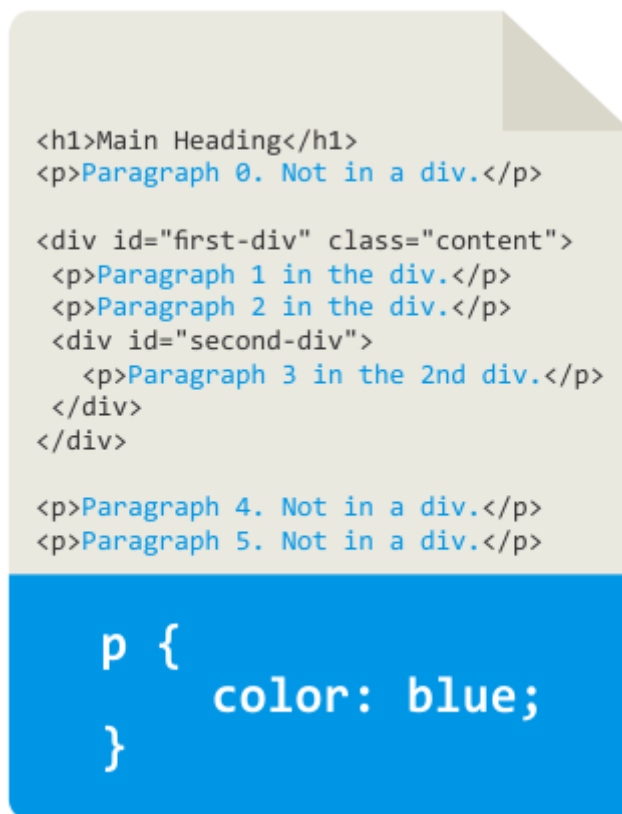 <h1>Main Heading</h1>
<p>Paragraph 0. Not in a div.</p>
<div id="first-div" class="content">
<p>Paragraph 1 in the div.</p>
<p>Paragraph 2 in the div.</p>
<div id="second-div">
<p>Paragraph 3 in the 2nd div.</p>
</div>
</div>
<p>Paragraph 4. Not in a div.</p>
<p>Paragraph 5. Not in a div.</p>
p {
color: blue;
}